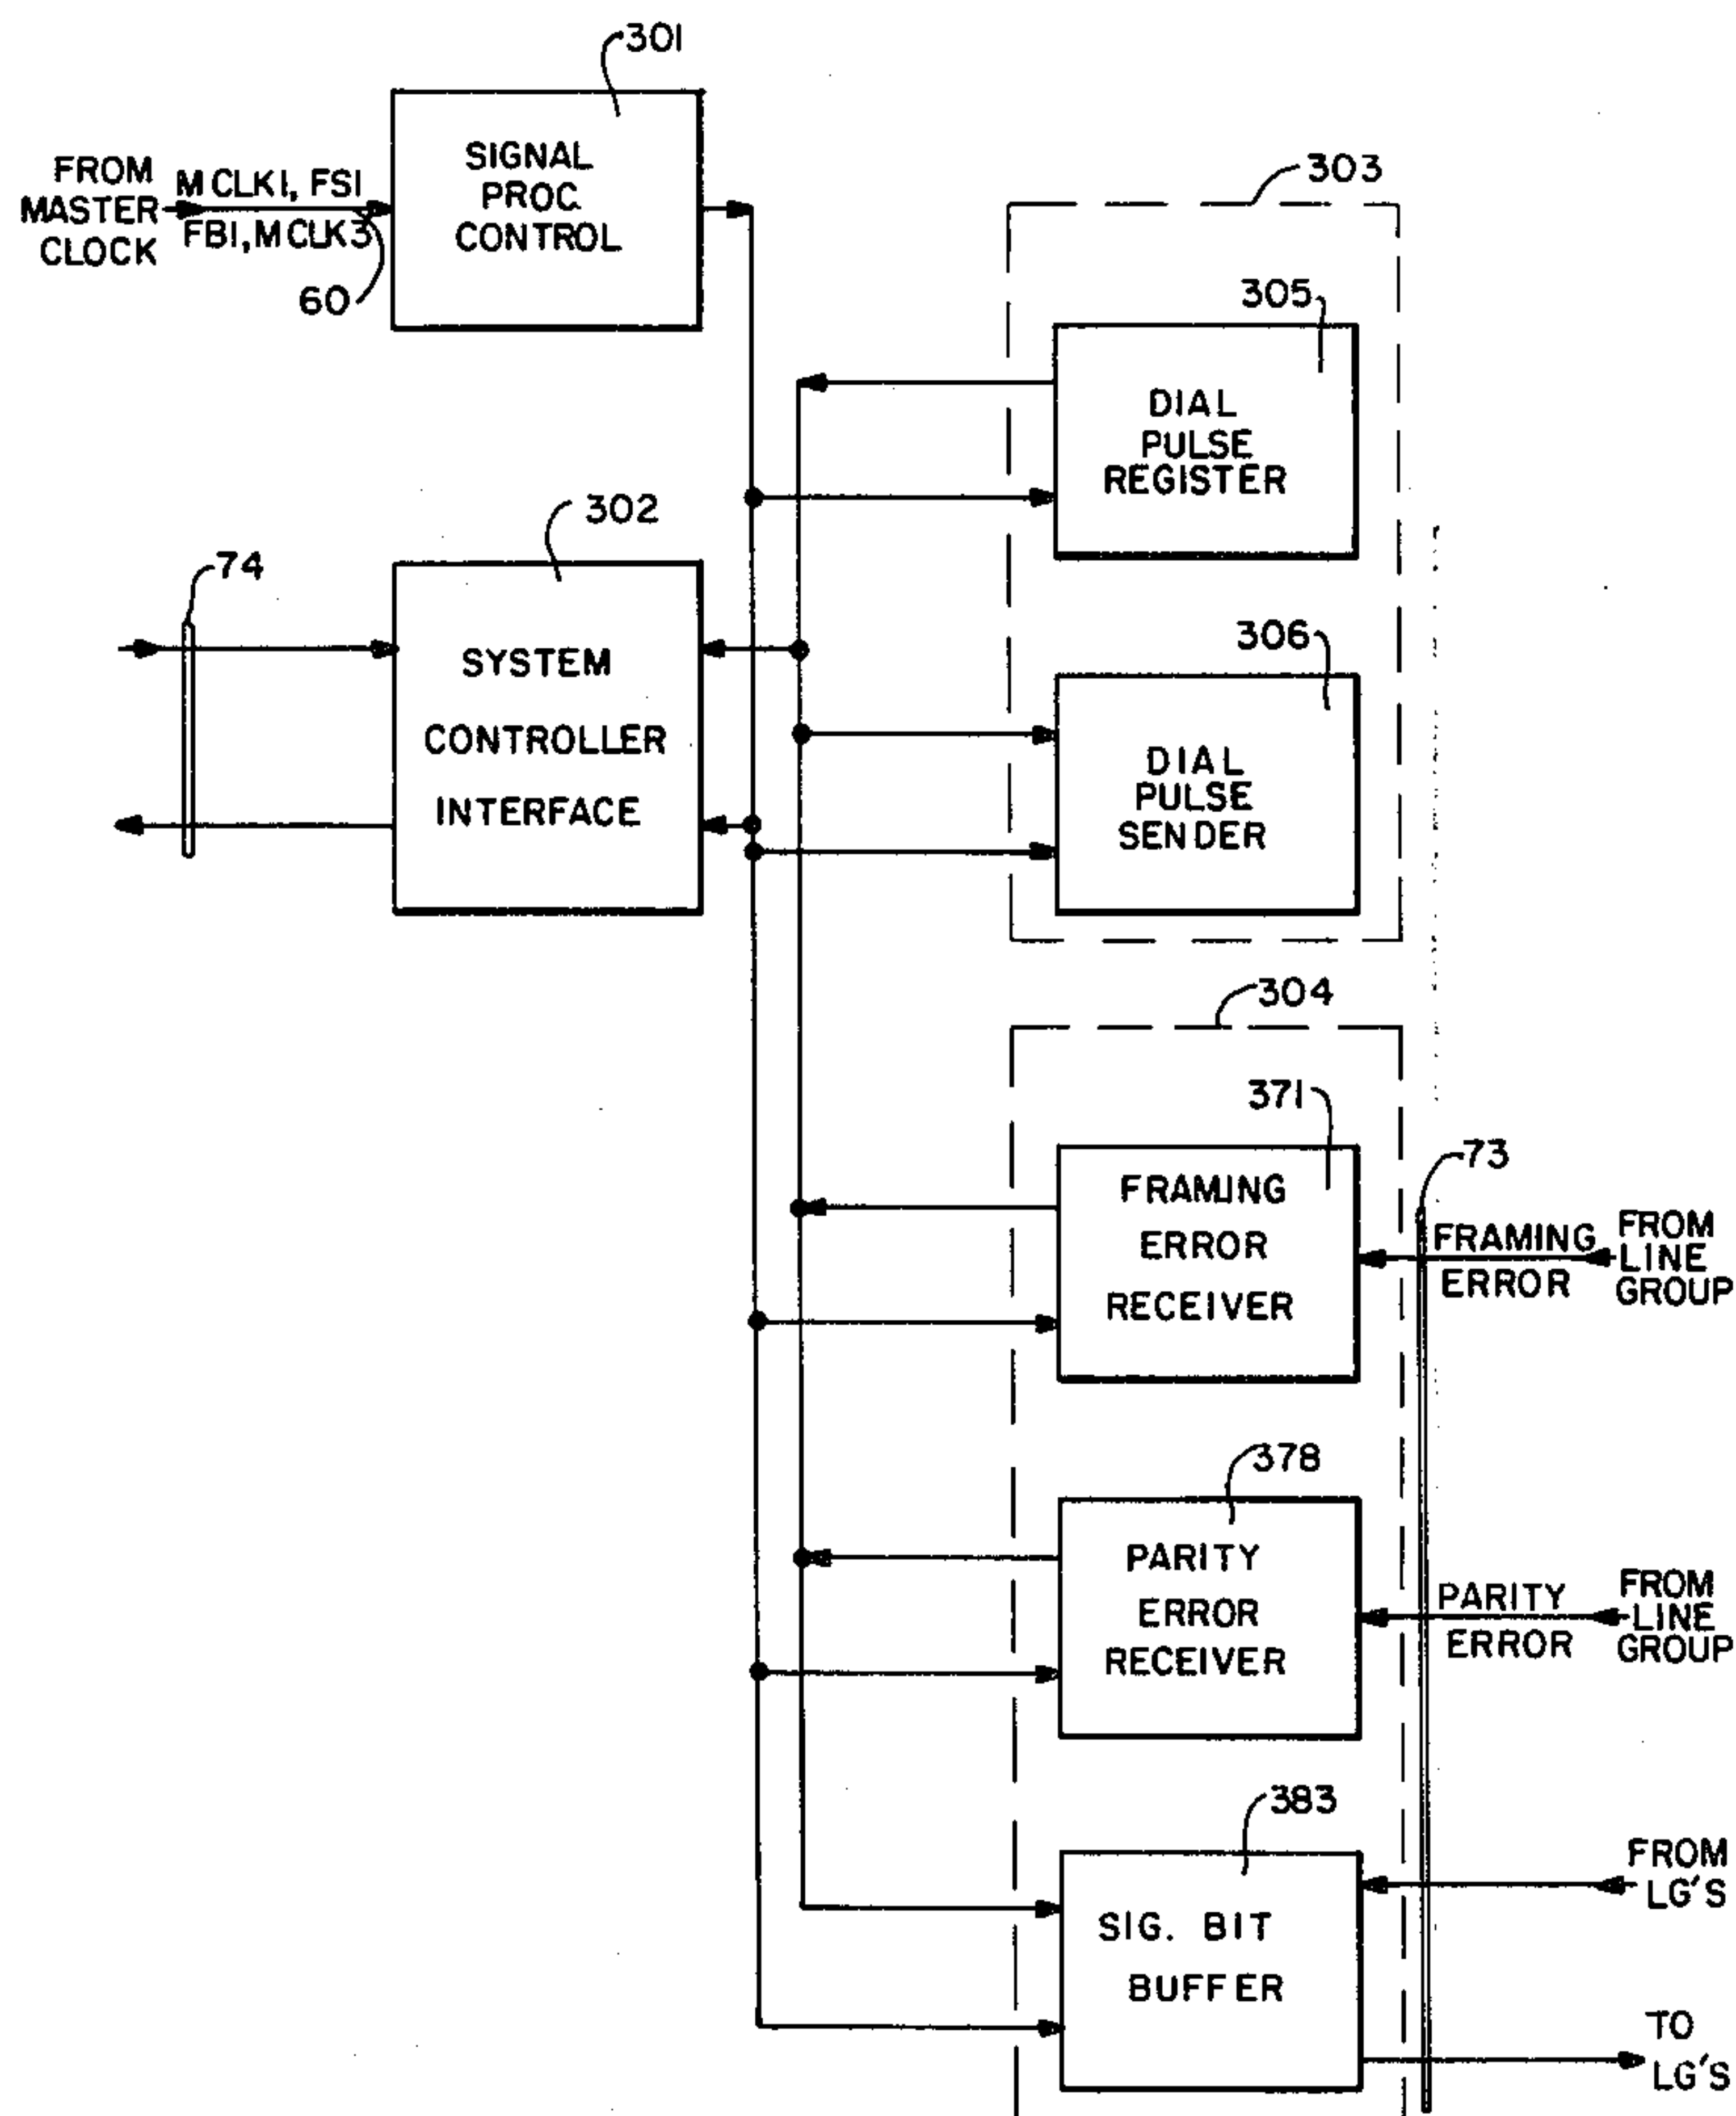 301
SIGNAL
PROC
CONTROL
FROM
MASTER
CLOCK
MCLK1, FS1
FB1, MCLK3
60
303
305
DIAL
PULSE
REGISTER
302
74
SYSTEM
CONTROLLER
INTERFACE
306
DIAL
PULSE
SENDER
304
371
FRAMING
ERROR
RECEIVER
73
FRAMING
ERROR
FROM
LINE
GROUP
378
PARITY
ERROR
RECEIVER
PARITY
ERROR
FROM
LINE
GROUP
383
SIG. BIT
BUFFER
FROM
LG'S
TO
LG'S